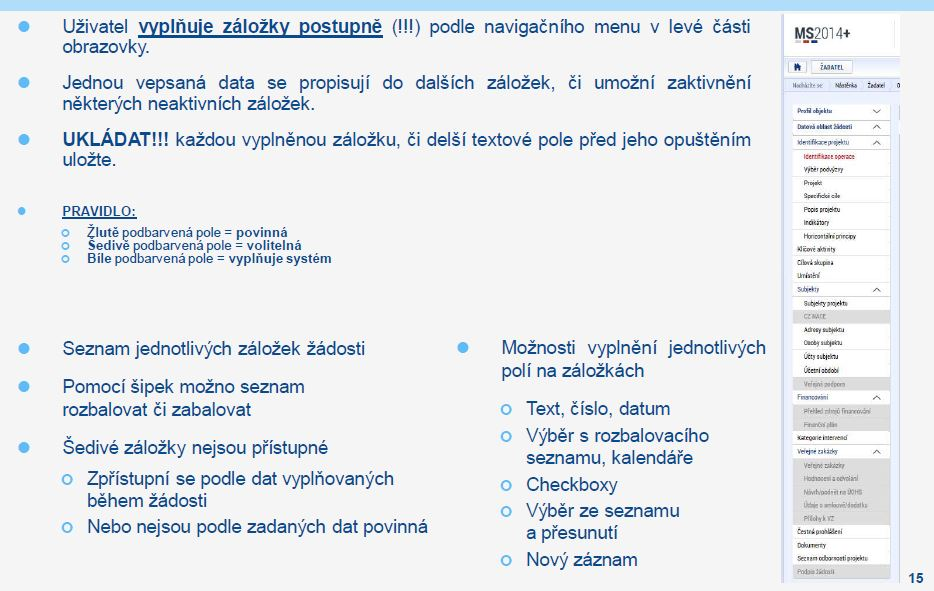 Uživatel vyplňuje záložky postupně (!!!) podle navigačního menu v levé části
obrazovky.
Jednou vepsaná data se propisují do dalších záložek, či umožní zaktivnění
některých neaktivních záložek.
UKLÁDAT!!! každou vyplněnou záložku, či delší textové pole před jeho opuštěním
uložte.
PRAVIDLO:
Žlutě podbarvená pole = povinná
Šedivě podbarvená pole = volitelná
Bíle podbarvená pole = vyplňuje systém
Seznam jednotlivých záložek žádosti
Pomocí šipek možno seznam
rozbalovat či zabalovat
Šedivé záložky nejsou přístupné
Zpřístupní se podle dat vyplňovaných
během žádosti
Nebo nejsou podle zadaných dat povinná
Možnosti vyplnění jednotlivých
polí na záložkách
Text, číslo, datum
Výběr s rozbalovacího
seznamu, kalendáře
Checkboxy
Výběr ze seznamu
a přesunutí
Nový záznam
MS2014+
ŽADATEL
Nacházíte se: Nástěnka Žadatel
Profil objektu
Datová oblast žádosti
Identifikace projektu
Identifikace operace
Výběr podvýzvy
Projekt
Specifické cíle
Popis projektu
Indikátory
Horizontální principy
Klíčové aktivity
Cílová skupina
Umístění
Subjekty
Subjekty projektu
CZ NACE
Adresy subjektu
Osoby subjektu
Účty subjektu
Účetní období
Veřejná podpora
Financování
Přehled zdrojů financování
Finanční plán
Kategorie intervencí
Veřejné zakázky
Veřejné zakázky
Hodnocení a odvolání
Návrh/podnět na ÚOHS
Údaje o smlouvě/dodatku
Přílohy k VZ
Čestná prohlášení
Dokumenty
Seznam odborností projektu
Podpis žádosti
15